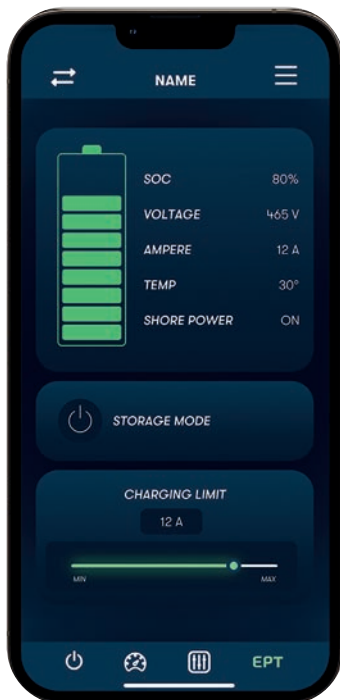 NAME
SOC 80%
VOLTAGE 465 V
AMPERE 12 A
TEMP 30°
SHORE POWER ON
STORAGE MODE
CHARGING LIMIT
12 A
MIN MAX
EPT